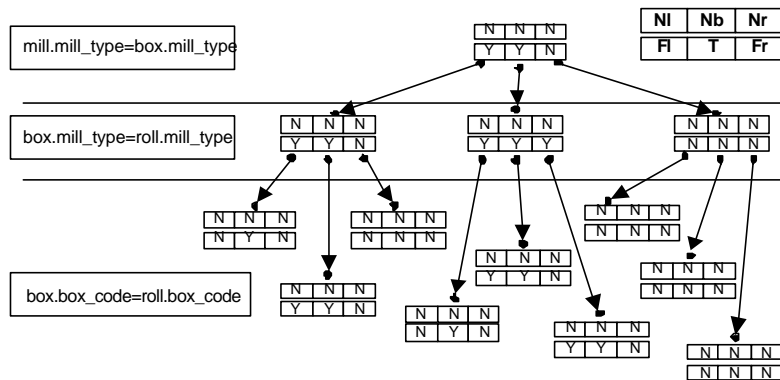 mill.mill_type=box.mill_type
N N N
Y Y N
Nl Nb Nr
Fl T Fr
box.mill_type=roll.mill_type
N N N
Y Y N
N N N
Y Y Y
N N N
N N N
N N N
N Y N
N N N
N N N
N N N
N N N
N N N
Y Y N
N N N
N N N
box.box_code=roll.box_code
N N N
Y Y N
N N N
N Y N
N N N
Y Y N
N N N
N N N